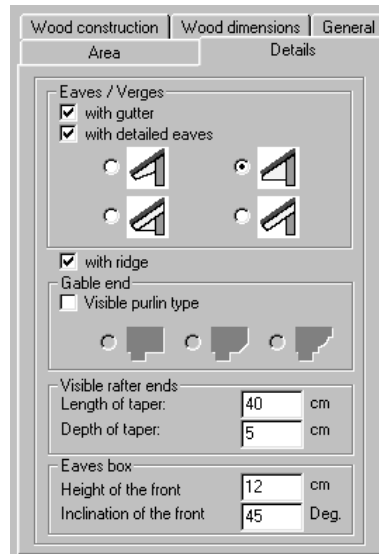 Wood construction Wood dimensions General
Area Details
Eaves / Verges
with gutter
with detailed eaves
with ridge
Gable end
Visible purlin type
Visible rafter ends
Length of taper: 40 cm
Depth of taper: 5 cm
Eaves box
Height of the front 12 cm
Inclination of the front 45 Deg.